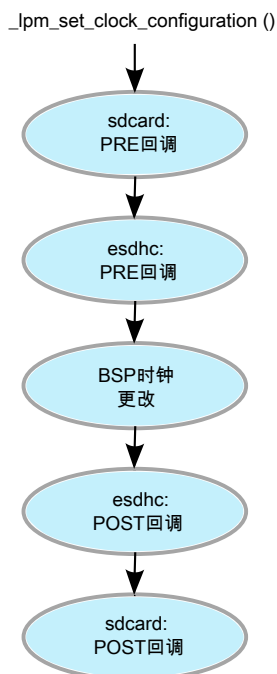 _lpm_set_clock_configuration ()
sdcard:
PRE回调
esdhc:
PRE回调
BSP时钟
更改
esdhc:
POST回调
sdcard:
POST回调